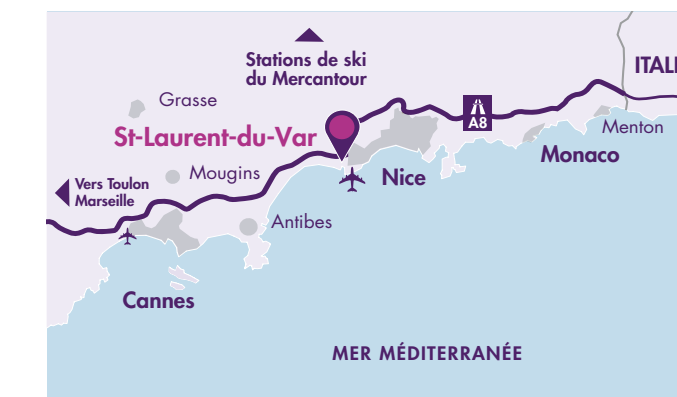 Stations de ski
du Mercantour
ITALI
Grasse
A8
St-Laurent-du-Var
Menton
Monaco
Mougins
Nice
Vers Toulon
Marseille
Antibes
Cannes
MER MÉDITERRANÉE